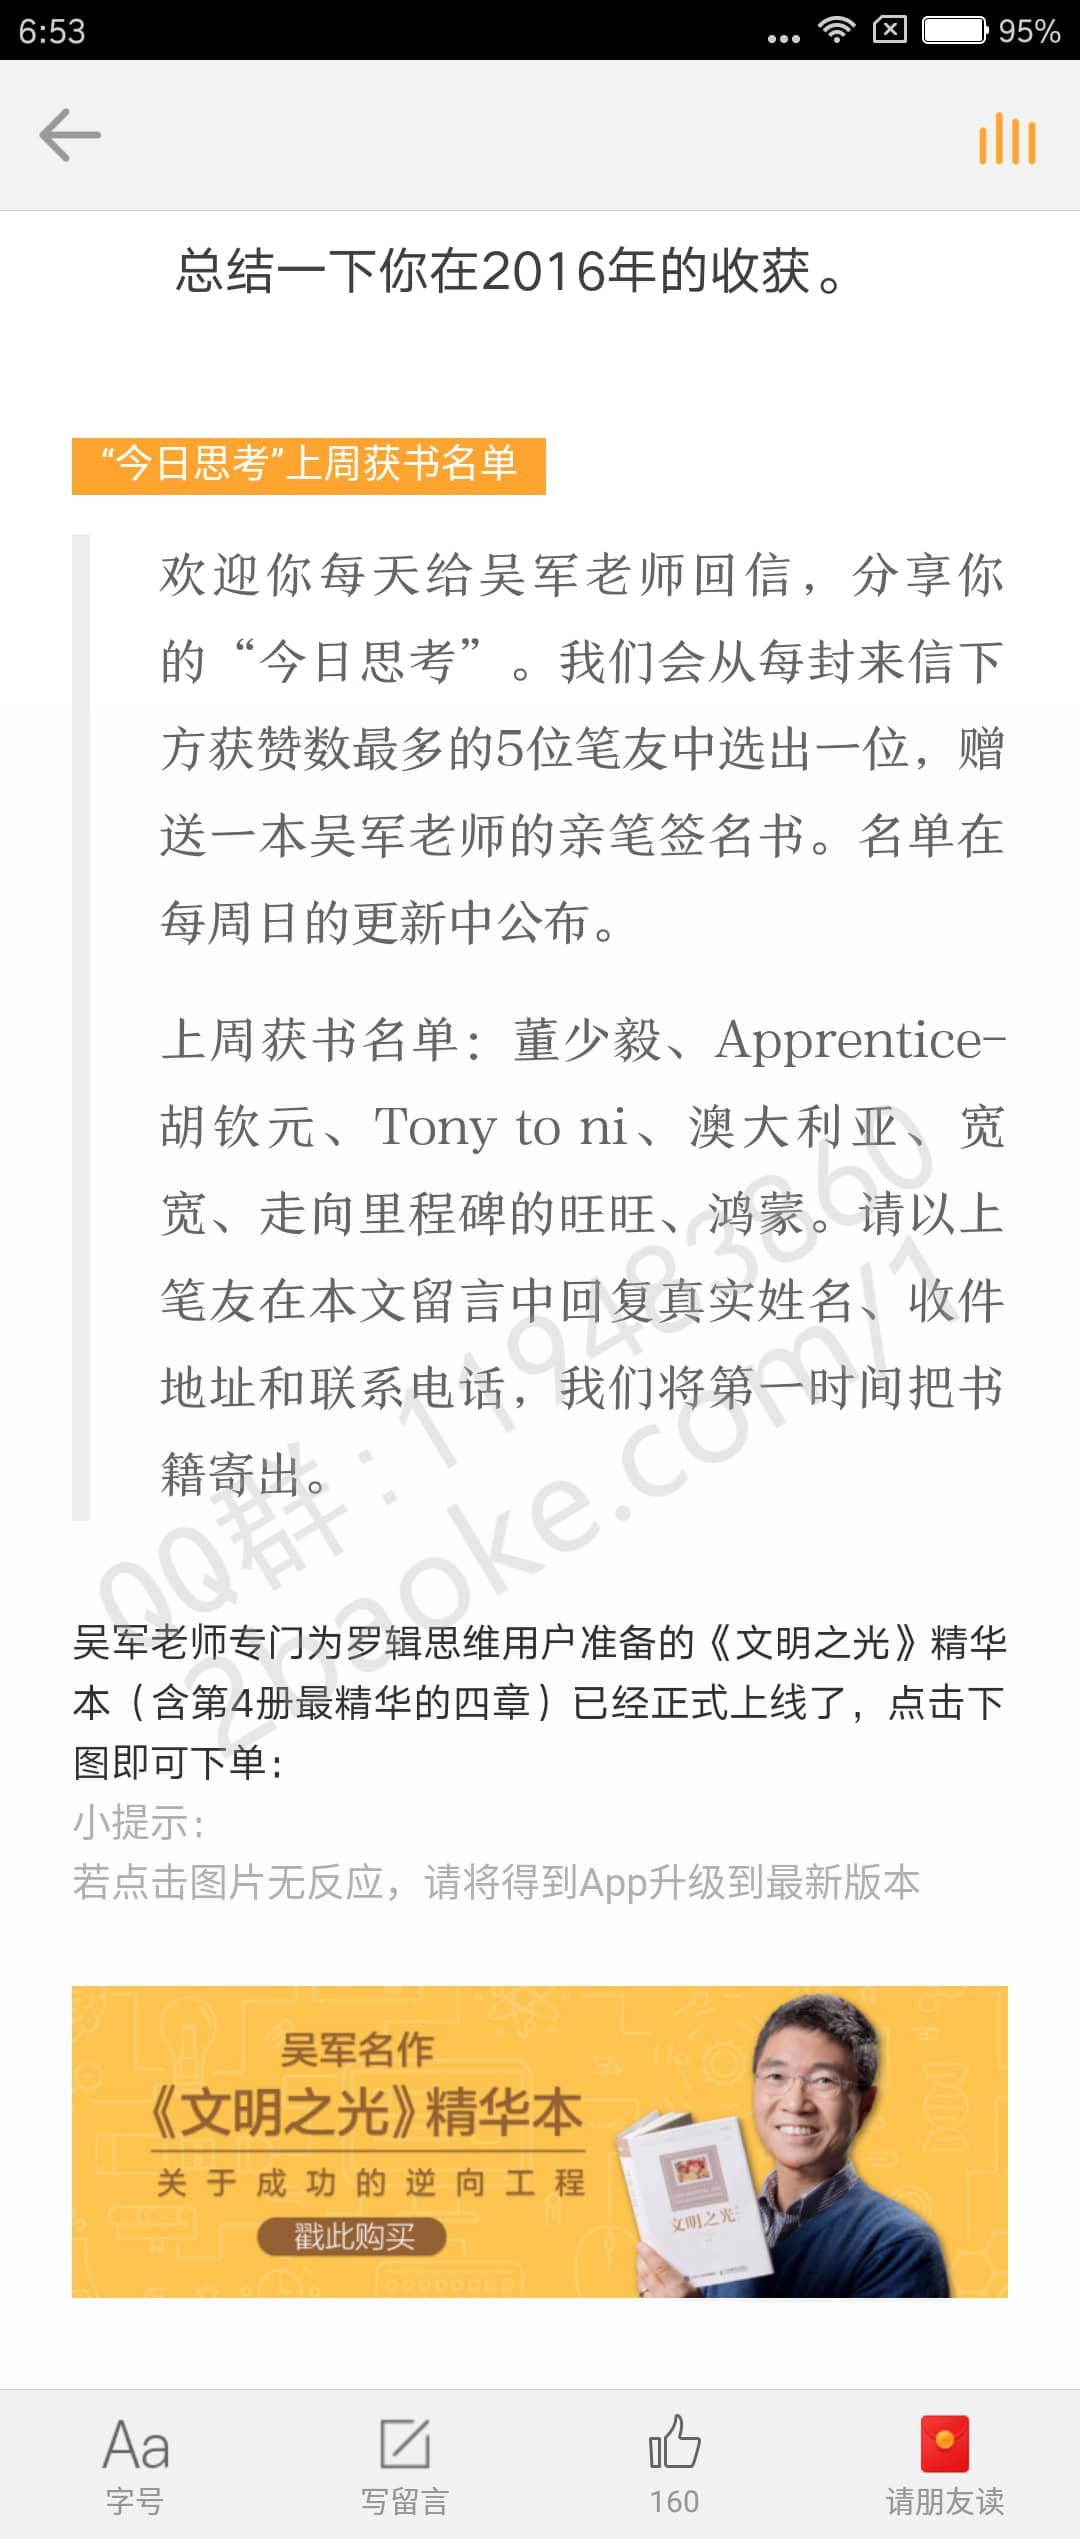 6:53
95%
总结一下你在2016年的收获。
“今日思考”上周获书名单
欢迎你每天给吴军老师回信，分享你
的“今日思考”。我们会从每封来信下
方获赞数最多的5位笔友中选出一位，赠
送一本吴军老师的亲笔签名书。名单在
每周日的更新中公布。
上周获书名单：董少毅、Apprentice-
胡钦元、Tony to ni、澳大利亚、宽
宽、走向里程碑的旺旺、鸿蒙。请以上
笔友在本文留言中回复真实姓名、收件
地址和联系电话，我们将第一时间把书
籍寄出。
QQ群：119483860
2baoke.com/1
吴军老师专门为罗辑思维用户准备的《文明之光》精华
本（含第4册最精华的四章）已经正式上线了，点击下
图即可下单：
小提示：
若点击图片无反应，请将得到App升级到最新版本
吴军名作
《文明之光》精华本
关于成功的逆向工程
戳此购买
文明之光
Aa
字号
写留言
160
请朋友读